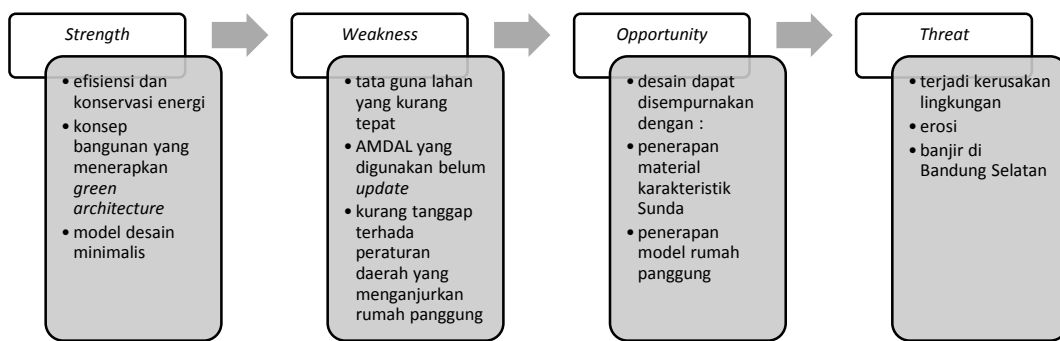 Strength
• efisiensi dan
konservasi energi
• konsep
bangunan yang
menerapkan
green
architecture
• model desain
minimalis
Weakness
• tata guna lahan
yang kurang
tepat
• AMDAL yang
digunakan belum
update
• kurang tanggap
terhada
peraturan
daerah yang
menganjurkan
rumah panggung
Opportunity
• desain dapat
disempurnakan
dengan :
• penerapan
material
karakteristik
Sunda
• penerapan
model rumah
panggung
Threat
• terjadi kerusakan
lingkungan
• erosi
• banjir di
Bandung Selatan